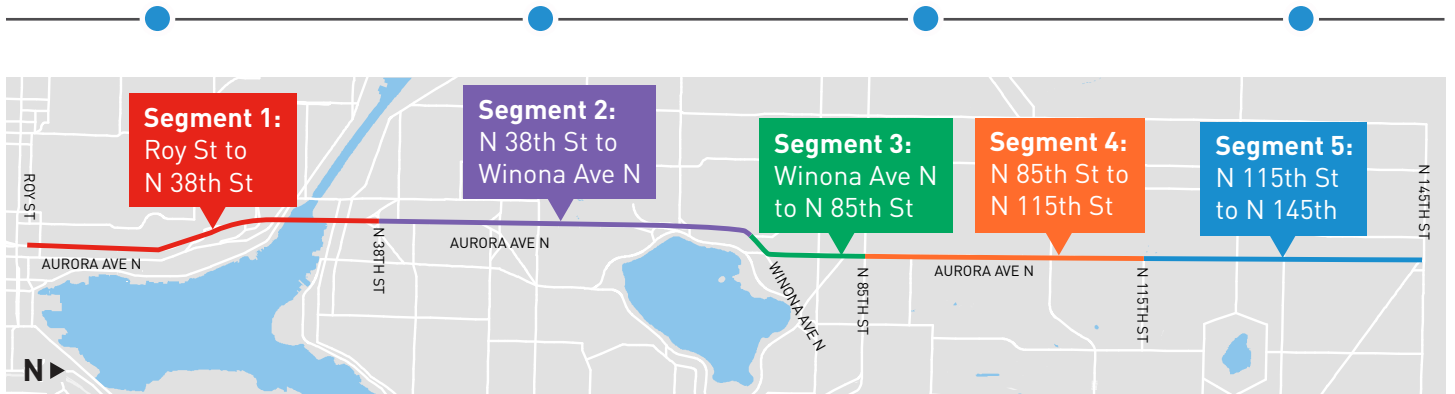 Segment 1:
Roy St to
N 38th St
Segment 2:
N 38th St to
Winona Ave N
Segment 3:
Winona Ave N
to N 85th St
Segment 4:
N 85th St to
N 115th St
Segment 5:
N 115th St
to N 145th
ROY ST
AURORA AVE N
N 38TH ST
AURORA AVE N
WINONA AVE N
N 85TH ST
AURORA AVE N
N 115TH ST
N 145TH ST
N